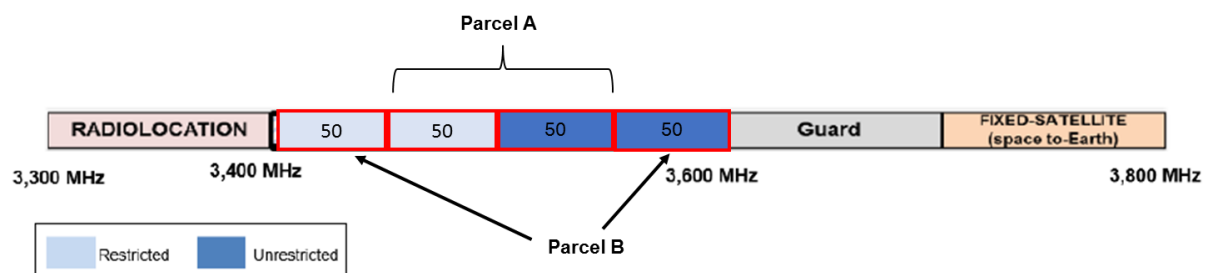 Parcel A
RADIOLOCATION
50
50
50
50
Guard
FIXED-SATELLITE
(space to-Earth)
3,300 MHz
3,400 MHz
3,600 MHz
3,800 MHz
Parcel B
Restricted
Unrestricted